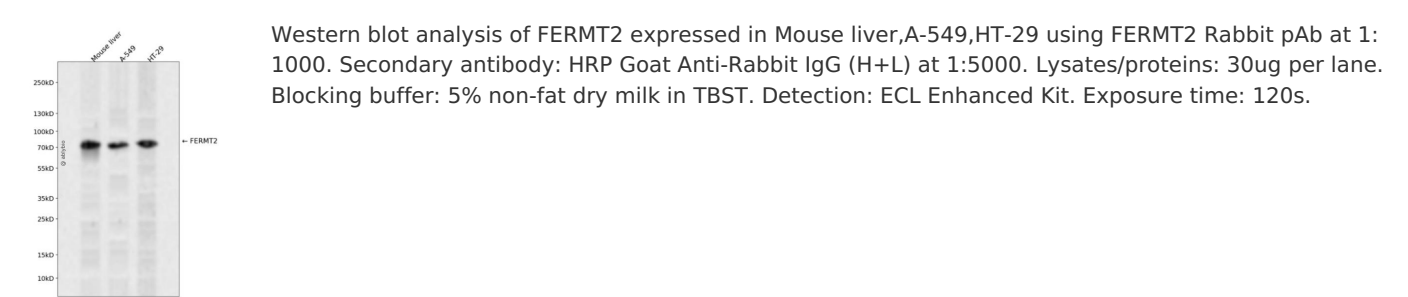 Mouse liver
A-549
HT-29
Western blot analysis of FERMT2 expressed in Mouse liver,A-549,HT-29 using FERMT2 Rabbit pAb at 1:
1000. Secondary antibody: HRP Goat Anti-Rabbit IgG (H+L) at 1:5000. Lysates/proteins: 30ug per lane.
Blocking buffer: 5% non-fat dry milk in TBST. Detection: ECL Enhanced Kit. Exposure time: 120s.
250kD
130kD
100kD
70kD
55kD
35kD
25kD
15kD
10kD
← FERMT2